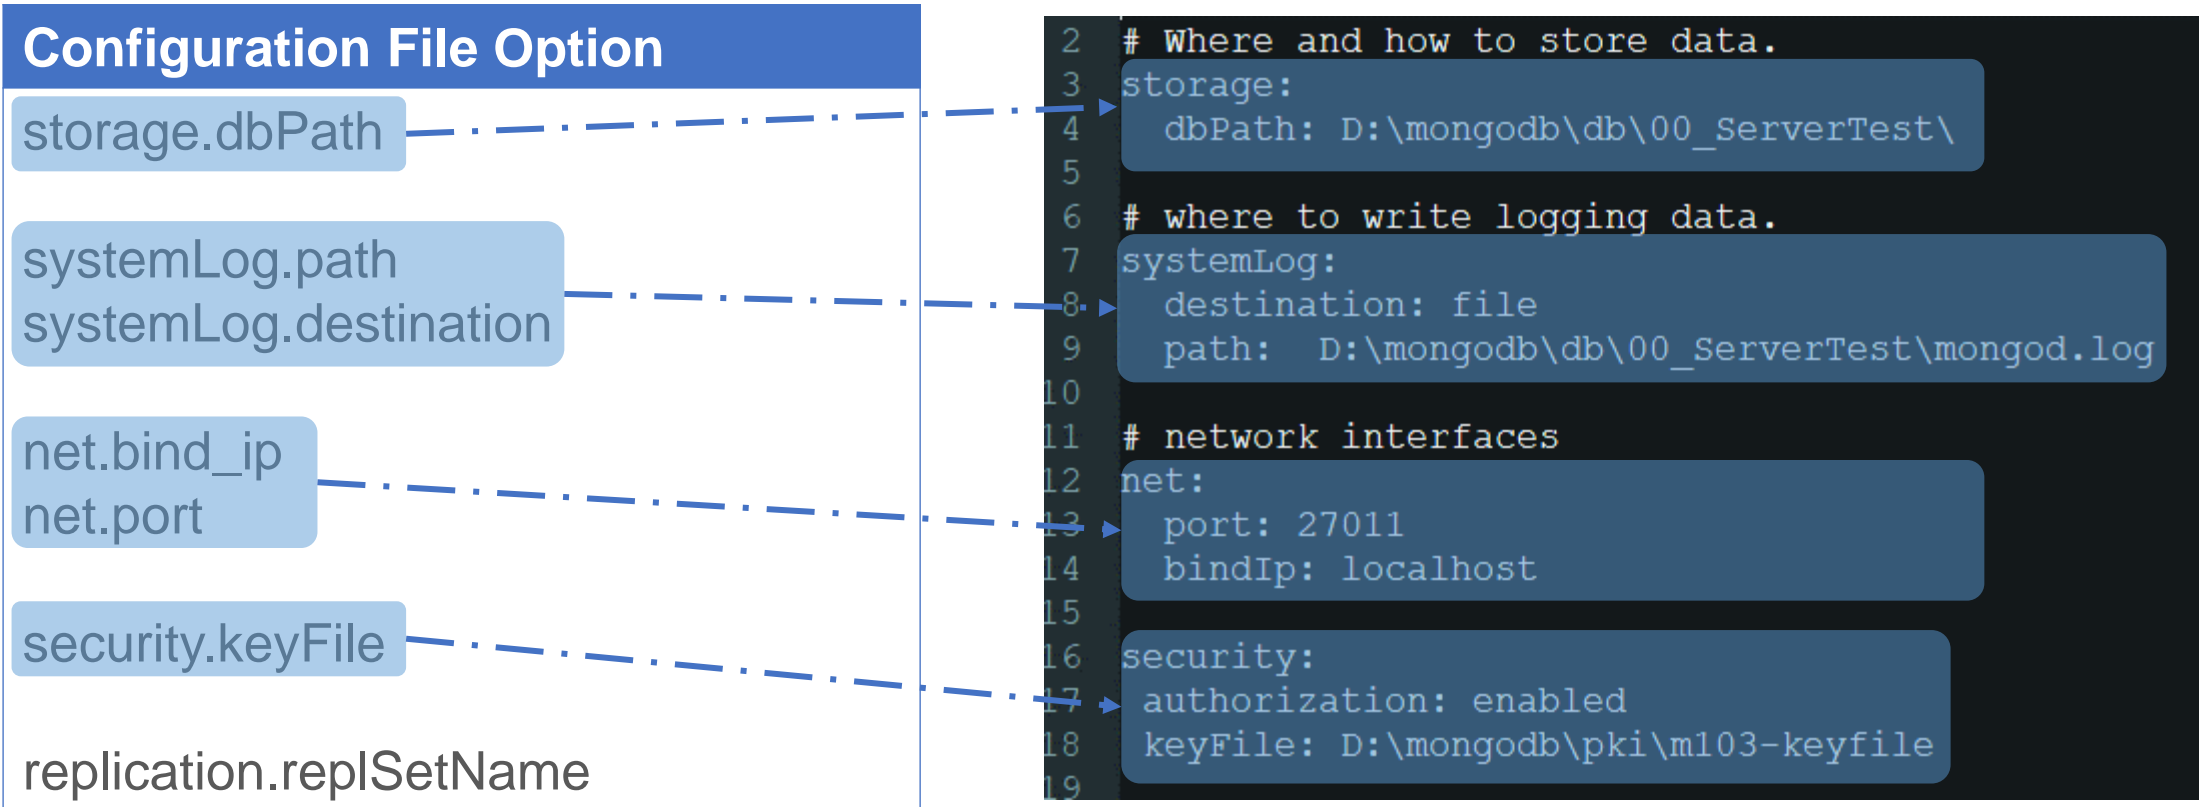 Configuration File Option
storage.dbPath
systemLog.path
systemLog.destination
net.bind_ip
net.port
security.keyFile
replication.replSetName
2 # Where and how to store data.
3 storage:
4 dbPath: D:\mongodb\db\00_ServerTest\
5
6 # where to write logging data.
7 systemLog:
8 destination: file
9 path: D:\mongodb\db\00_ServerTest\mongod.log
10
11 # network interfaces
12 net:
13 port: 27011
14 bindIp: localhost
15
16 security:
17 authorization: enabled
18 keyFile: D:\mongodb\pki\m103-keyfile
19